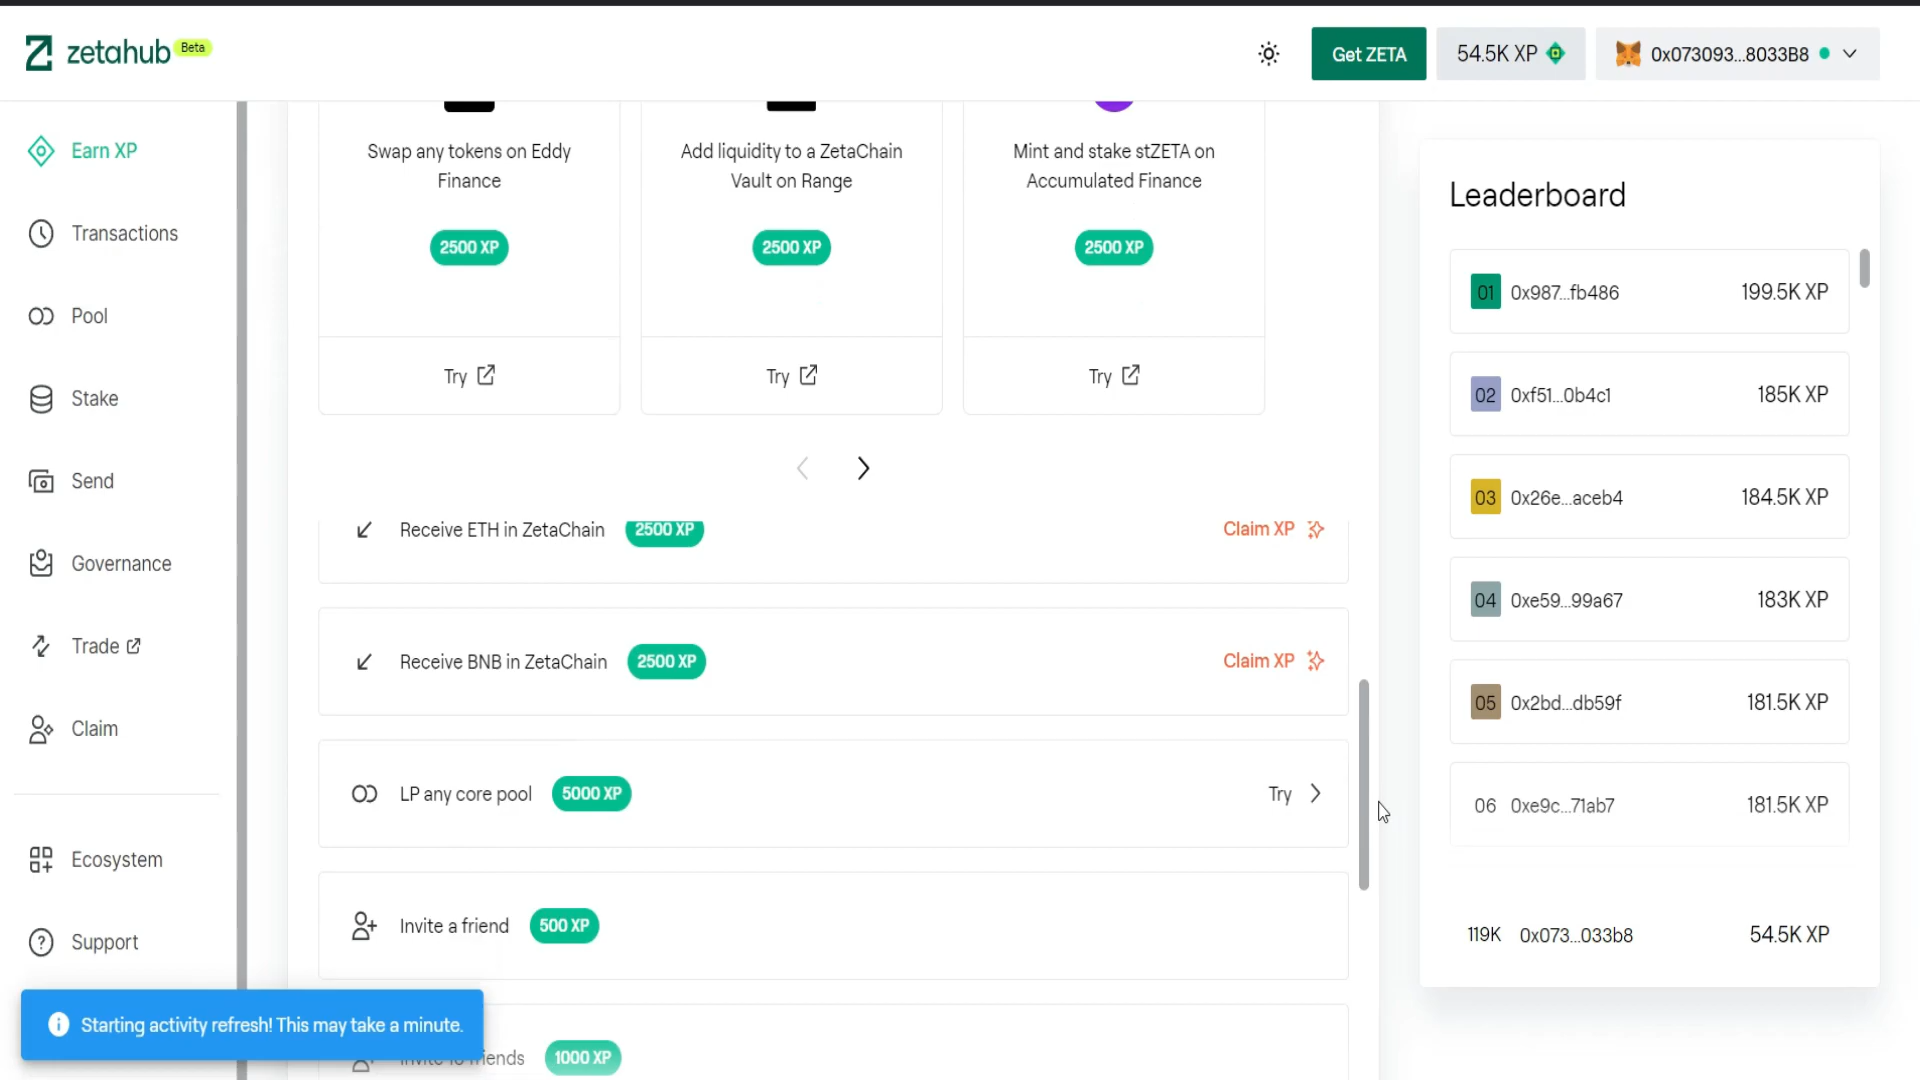 zetahub Beta
Get ZETA
54.5K XP
0x073093...8033B8
Earn XP
Transactions
Pool
Stake
Send
Governance
Trade
Claim
Ecosystem
Support
Swap any tokens on Eddy
Finance
2500 XP
Try
Add liquidity to a ZetaChain
Vault on Range
2500 XP
Try
Mint and stake stZETA on
Accumulated Finance
2500 XP
Try
Receive ETH in ZetaChain 2500 XP Claim XP
Receive BNB in ZetaChain 2500 XP Claim XP
LP any core pool 5000 XP Try
Invite a friend 500 XP
Invite 10 friends 1000 XP
Leaderboard
01 0x987...fb486 199.5K XP
02 0xf51...0b4c1 185K XP
03 0x26e...aceb4 184.5K XP
04 0xe59...99a67 183K XP
05 0x2bd...db59f 181.5K XP
06 0xe9c...71ab7 181.5K XP
119K 0x073...033b8 54.5K XP
Starting activity refresh! This may take a minute.